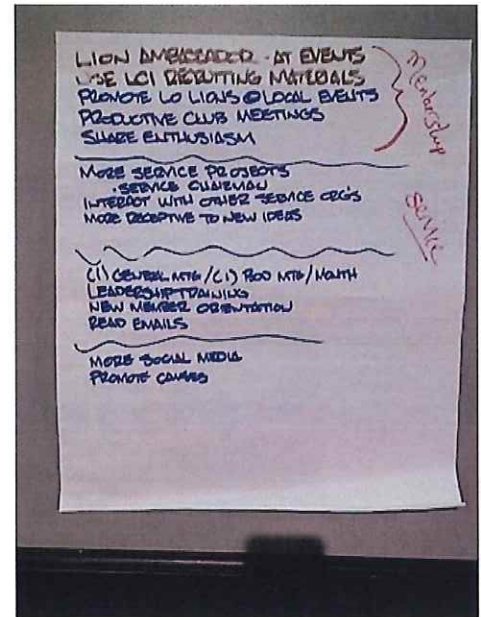 LION AMBASSADOR - AT EVENTS
USE LCI RECRUITING MATERIALS
PROMOTE LO LIONS @ LOCAL EVENTS
PRODUCTIVE CLUB MEETINGS
SHARE ENTHUSIASM
Membership
MORE SERVICE PROJECTS
• SERVICE CHAIRMAN
INTERACT WITH OTHER SERVICE ORG'S
MORE RECEPTIVE TO NEW IDEAS
SERVICE
(1) GENERAL MTG / (1) BOD MTG / MONTH
LEADERSHIP TRAINING
NEW MEMBER ORIENTATION
READ EMAILS
MORE SOCIAL MEDIA
PROMOTE CAUSES